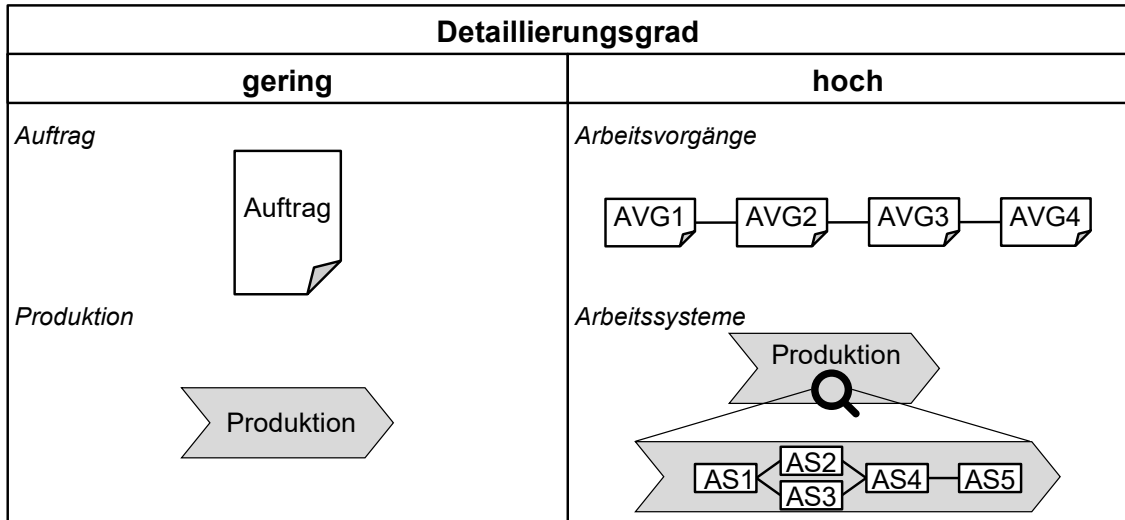 Detaillierungsgrad
gering
hoch
Auftrag
Auftrag
Produktion
Produktion
Arbeitsvorgänge
AVG1 AVG2 AVG3 AVG4
Arbeitssysteme
Produktion
AS1 AS2 AS3 AS4 AS5